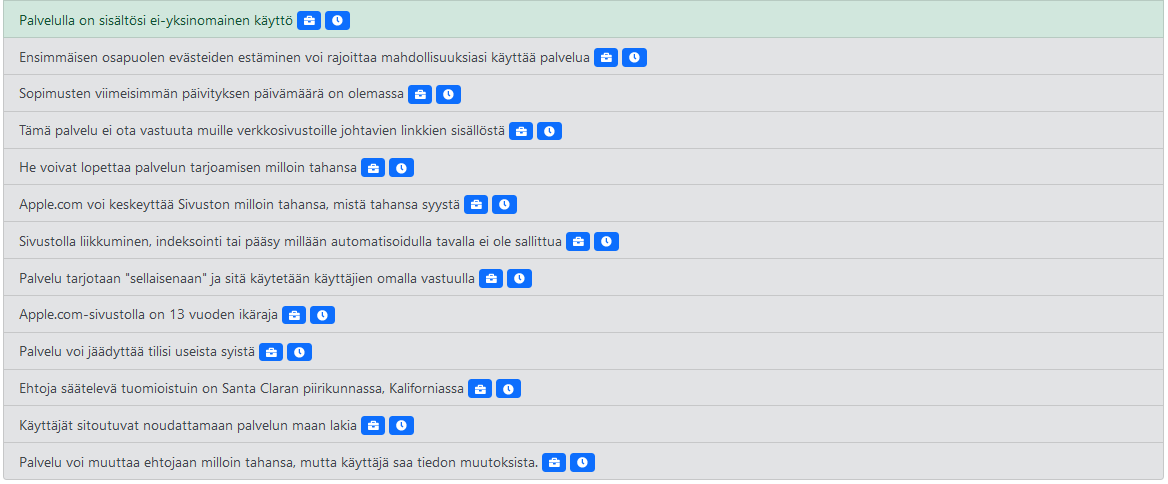 Palvelulla on sisältösi ei-yksinomainen käyttö
Ensimmäisen osapuolen evästeiden estäminen voi rajoittaa mahdollisuuksiasi käyttää palvelua
Sopimusten viimeisimmän päivityksen päivämäärä on olemassa
Tämä palvelu ei ota vastuuta muille verkkosivustoille johtavien linkkien sisällöstä
He voivat lopettaa palvelun tarjoamisen milloin tahansa
Apple.com voi keskeyttää Sivuston milloin tahansa, mistä tahansa syystä
Sivustolla liikkuminen, indeksointi tai pääsy millään automatisoidulla tavalla ei ole sallittua
Palvelu tarjotaan "sellaisenaan" ja sitä käytetään käyttäjien omalla vastuulla
Apple.com-sivustolla on 13 vuoden ikäraja
Palvelu voi jäädyttää tilisi useista syistä
Ehtoja säätelevä tuomioistuin on Santa Claran piirikunnassa, Kaliforniassa
Käyttäjät sitoutuvat noudattamaan palvelun maan lakia
Palvelu voi muuttaa ehtojaan milloin tahansa, mutta käyttäjä saa tiedon muutoksista.